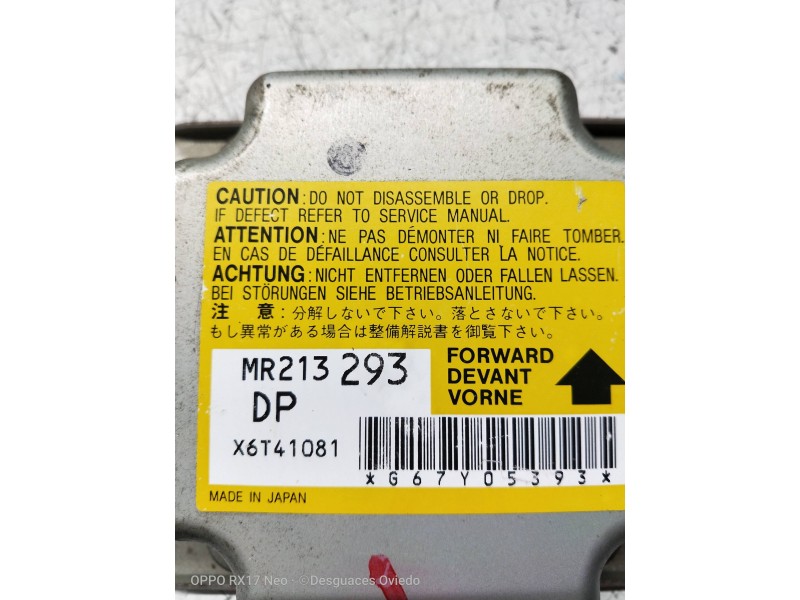 CAUTION : DO NOT DISASSEMBLE OR DROP.
IF DEFECT REFER TO SERVICE MANUAL.
ATTENTION : NE PAS DÉMONTER NI FAIRE TOMBER.
EN CAS DE DÉFAILLANCE CONSULTER LA NOTICE.
ACHTUNG : NICHT ENTFERNEN ODER FALLEN LASSEN.
BEI STÖRUNGEN SIEHE BETRIEBSANLEITUNG.
注 意 : 分解しないで下さい。落とさないで下さい。
もし異常がある場合は整備解説書を御覧下さい。
MR213 293
DP
X6T41081
FORWARD
DEVANT
VORNE
*G67Y05393*
MADE IN JAPAN
OPPO RX17 Neo · ©Desguaces Oviedo